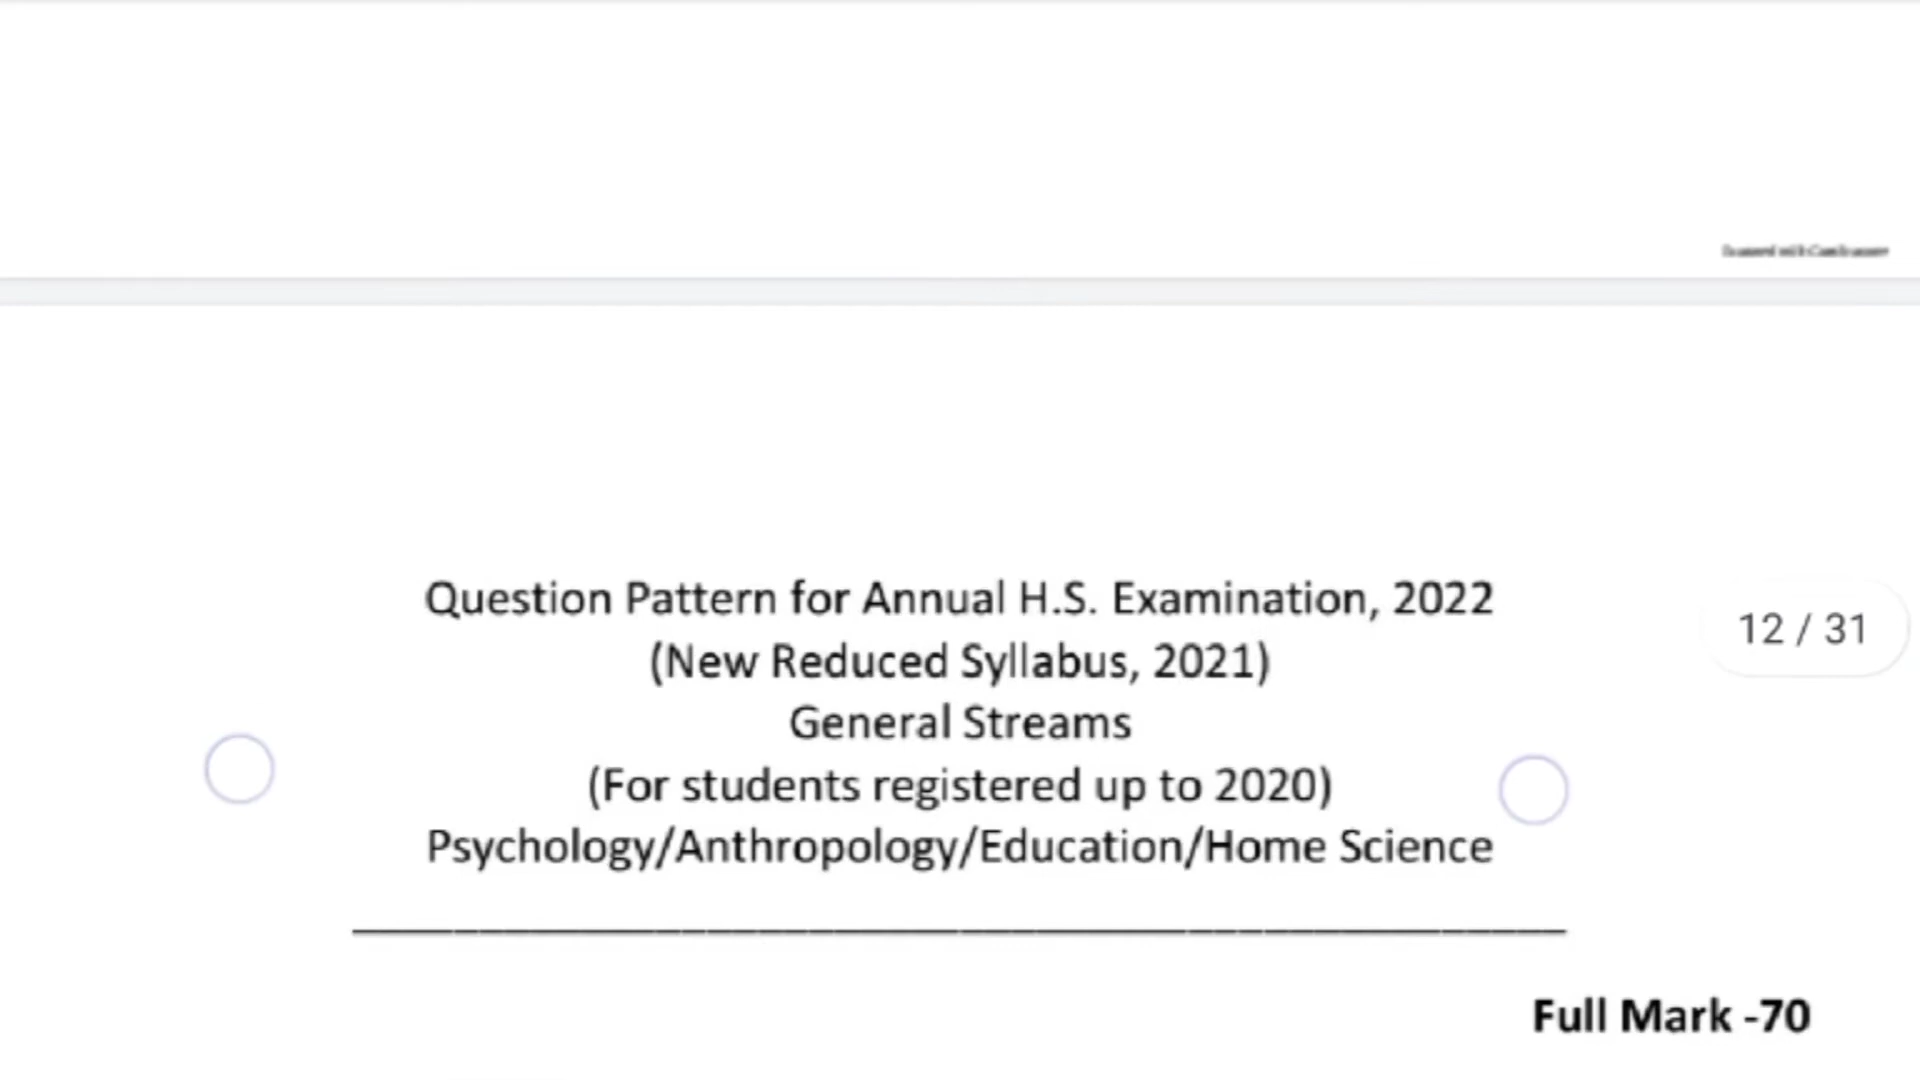 Question Pattern for Annual H.S. Examination, 2022
(New Reduced Syllabus, 2021)
General Streams
12 / 31
(For students registered up to 2020)
Psychology/Anthropology/Education/Home Science
Full Mark -70